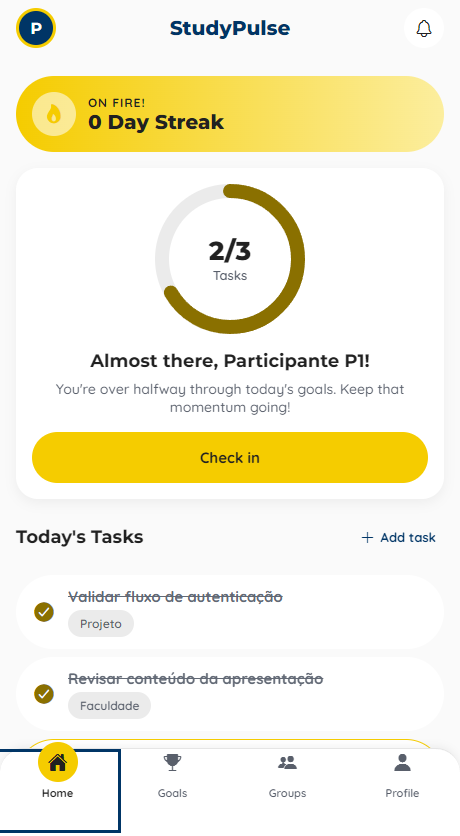 P
StudyPulse
ON FIRE!
0 Day Streak
2/3
Tasks
Almost there, Participante P1!
You're over halfway through today's goals. Keep that
momentum going!
Check in
Today's Tasks
Add task
Validar fluxo de autenticação
Projeto
Revisar conteúdo da apresentação
Faculdade
Home
Goals
Groups
Profile